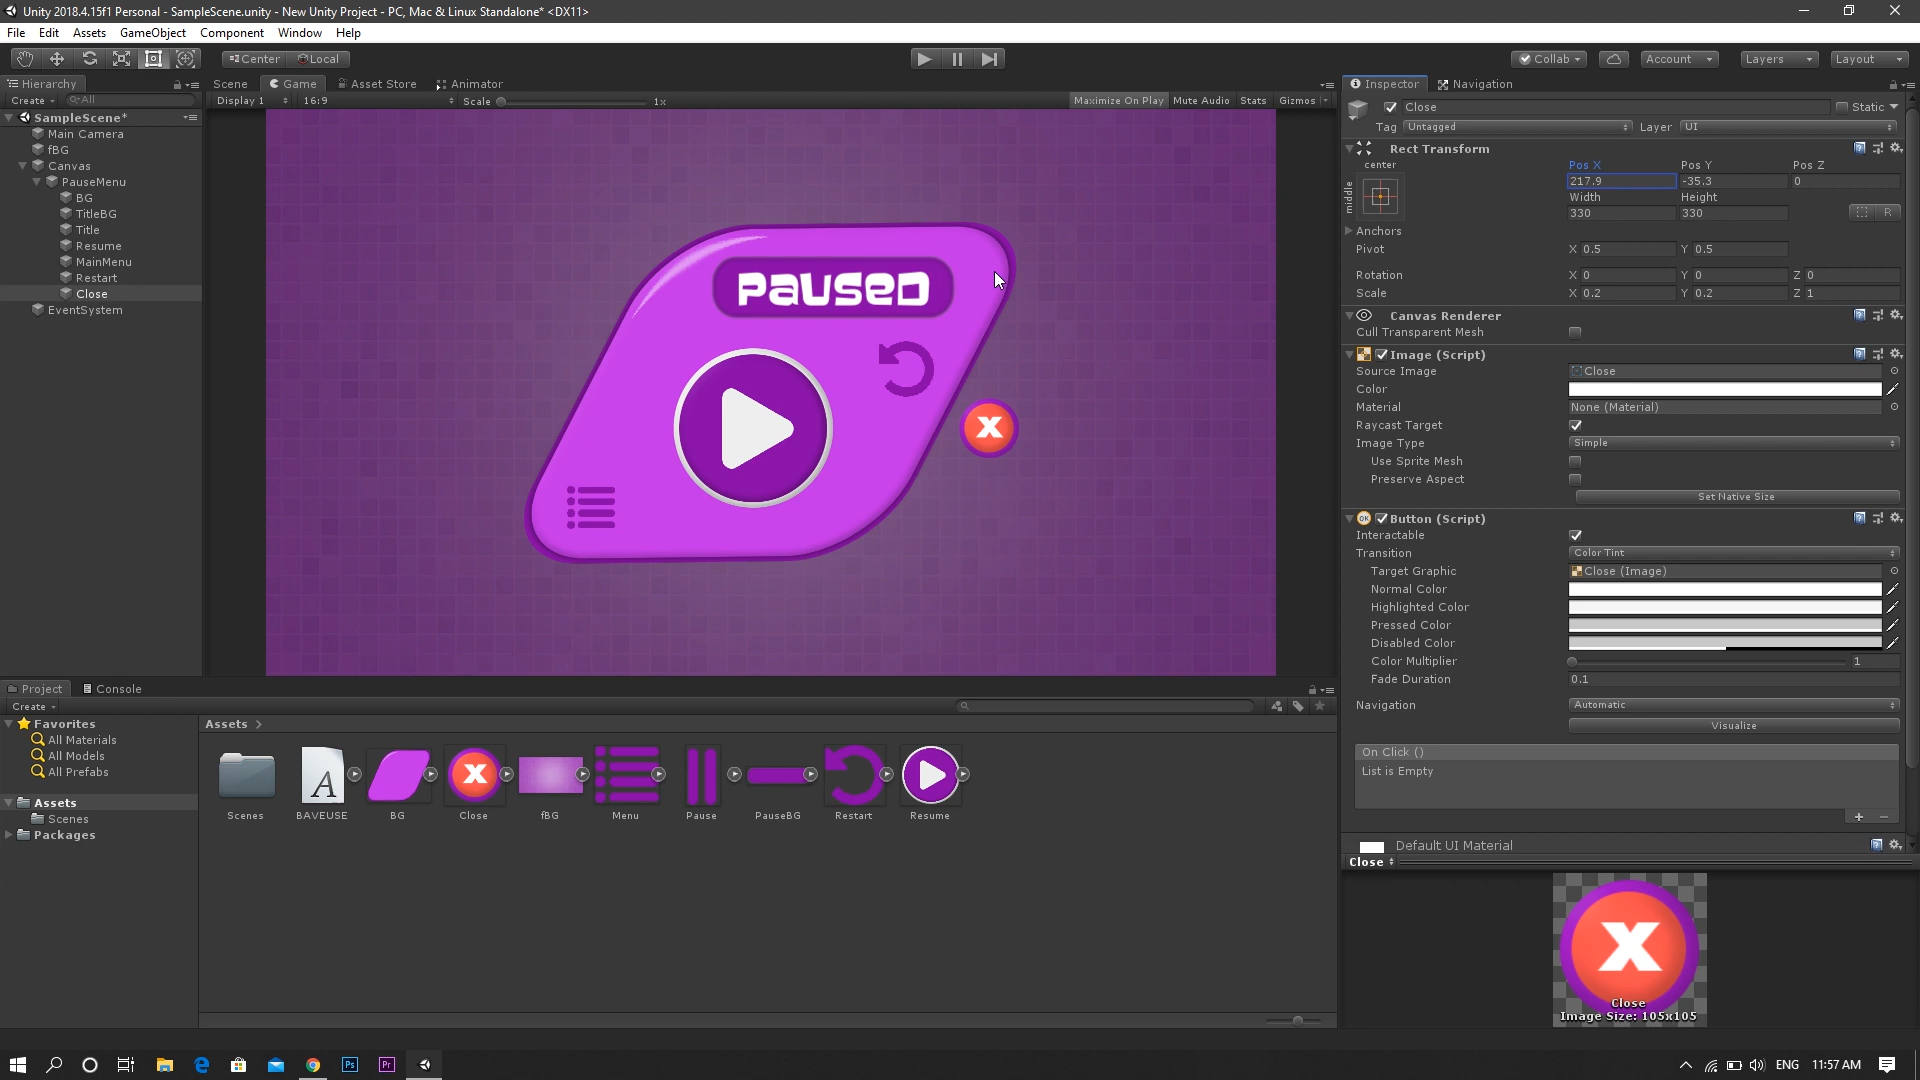 Unity 2018.4.15f1 Personal - SampleScene.unity - New Unity Project - PC, Mac & Linux Standalone* <DX11>
File Edit Assets GameObject Component Window Help
Center Local
Collab Account Layers Layout
Hierarchy
Create All
SampleScene*
Main Camera
fBG
Canvas
PauseMenu
BG
TitleBG
Title
Resume
MainMenu
Restart
Close
EventSystem
Scene Game Asset Store Animator
Display 1 16:9 Scale 1x Maximize On Play Mute Audio Stats Gizmos
PAUSED
X
Inspector Navigation
Close Static
Tag Untagged Layer UI
Rect Transform
center
middle
Pos X Pos Y Pos Z
217.9 -35.3 0
Width Height
330 330
R
Anchors
Pivot X 0.5 Y 0.5
Rotation X 0 Y 0 Z 0
Scale X 0.2 Y 0.2 Z 1
Canvas Renderer
Cull Transparent Mesh
Image (Script)
Source Image Close
Color
Material None (Material)
Raycast Target
Image Type Simple
Use Sprite Mesh
Preserve Aspect
Set Native Size
OK Button (Script)
Interactable
Transition Color Tint
Target Graphic Close (Image)
Normal Color
Highlighted Color
Pressed Color
Disabled Color
Color Multiplier 1
Fade Duration 0.1
Navigation Automatic
Visualize
On Click ()
List is Empty
Default UI Material
Close
X
Close
Image Size: 105x105
Project Console
Create
Favorites
All Materials
All Models
All Prefabs
Assets
Scenes
Packages
Assets
A
X
Scenes BAVEUSE BG Close fBG Menu Pause PauseBG Restart Resume
Ps Pr
ENG 11:57 AM